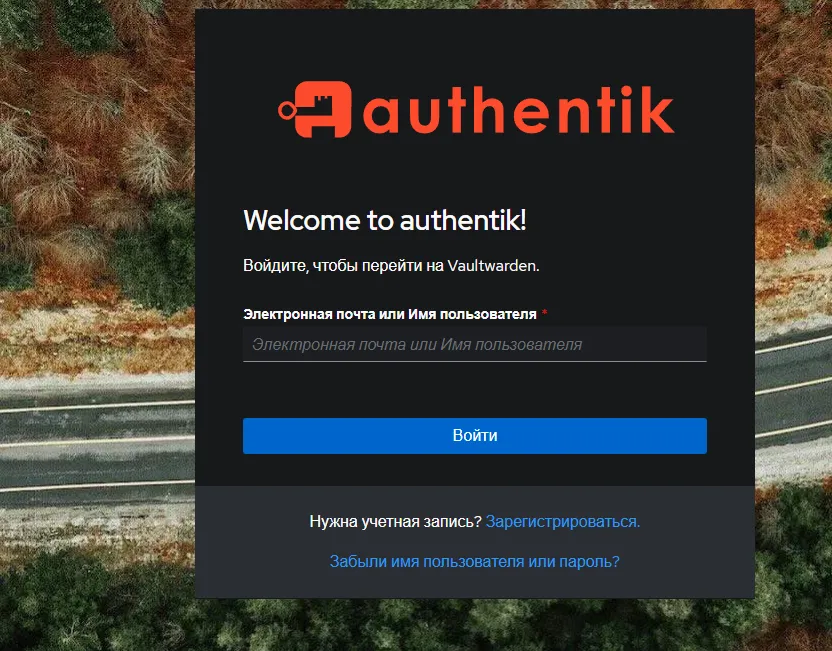 authentik
Welcome to authentik!
Войдите, чтобы перейти на Vaultwarden.
Электронная почта или Имя пользователя *
Электронная почта или Имя пользователя
Войти
Нужна учетная запись? Зарегистрироваться.
Забыли имя пользователя или пароль?